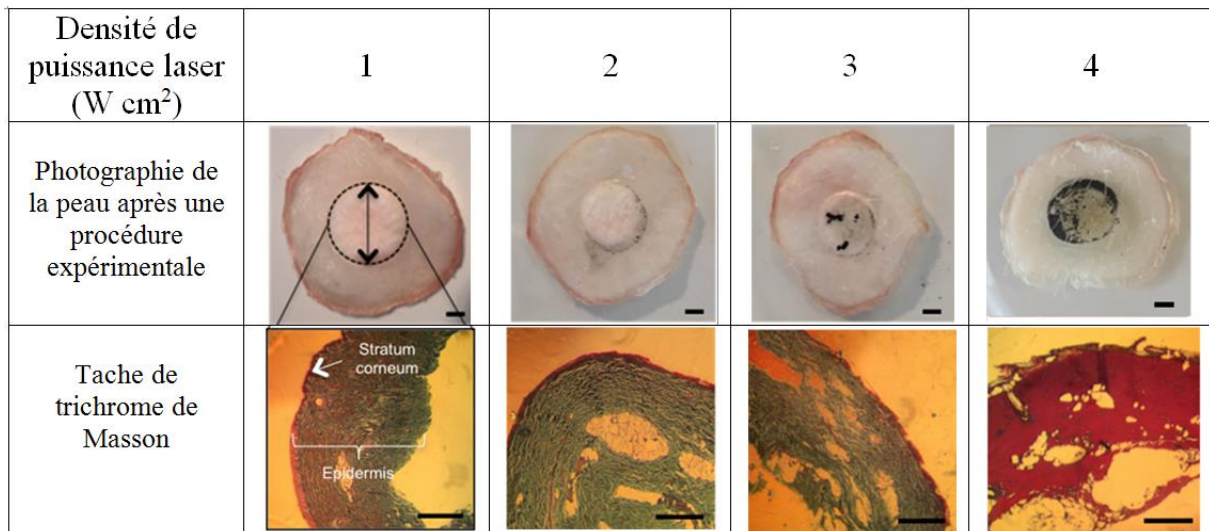 Densité de
puissance laser
(W cm²)
1
2
3
4
Photographie de
la peau après une
procédure
expérimentale
Tache de
trichrome de
Masson
Stratum
corneum
Epidermis